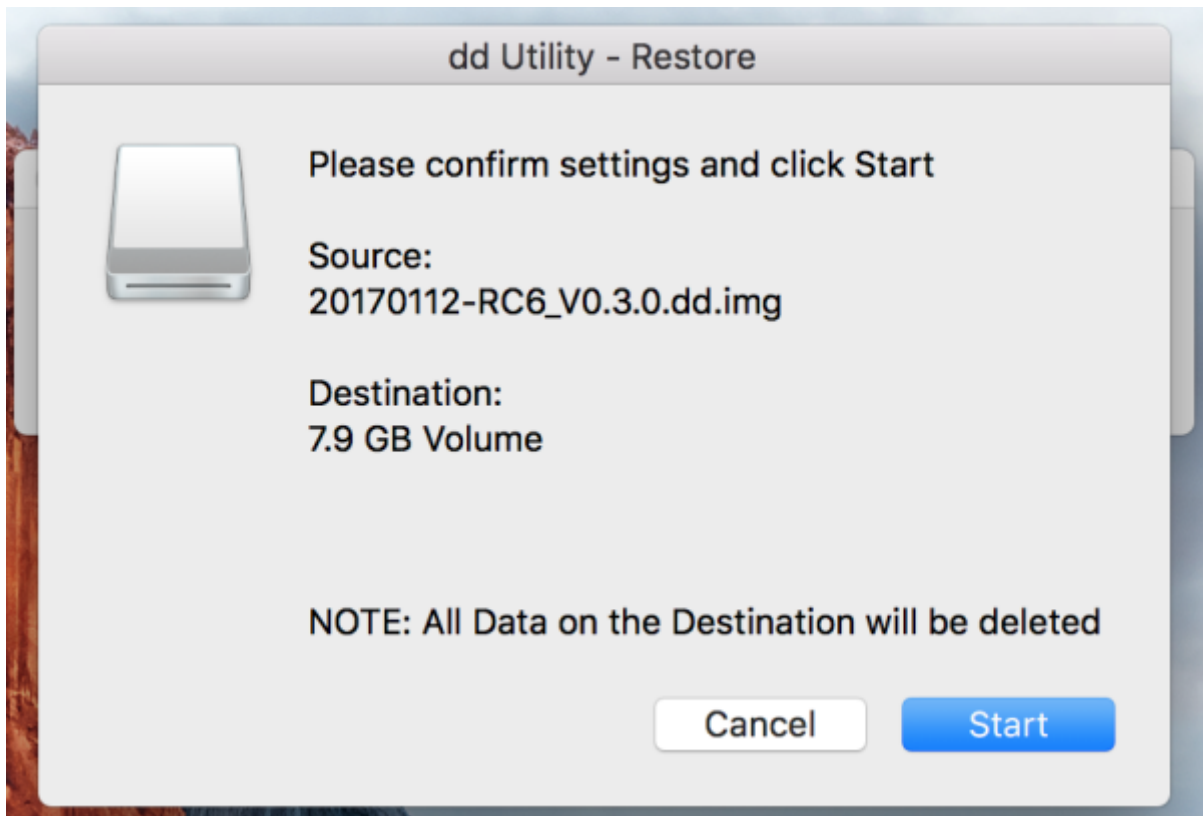 dd Utility - Restore
Please confirm settings and click Start
Source:
20170112-RC6_V0.3.0.dd.img
Destination:
7.9 GB Volume
NOTE: All Data on the Destination will be deleted
Cancel
Start